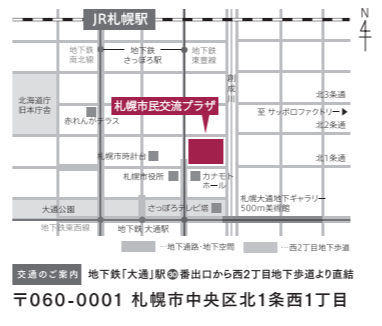 JR札幌駅
N
4
地下鉄
南北線
地下鉄
さっぽろ駅
地下鉄
東豊線
創成川
北海道庁
日本庁舎
赤れんがテラス
札幌市民交流プラザ
北3条通
至 サッポロファクトリー▶
北2条通
札幌市時計台
北1条通
札幌市役所
カナモト
ホール
大通公園
さっぽろテレビ塔
札幌大通地下ギャラリー
500m美術館
地下鉄東西線
地下鉄 大通駅
…地下通路・地下空間
…西2丁目地下歩道
交通のご案内
地下鉄「大通」駅㉚番出口から西2丁目地下歩道より直結
〒060-0001 札幌市中央区北1条西1丁目